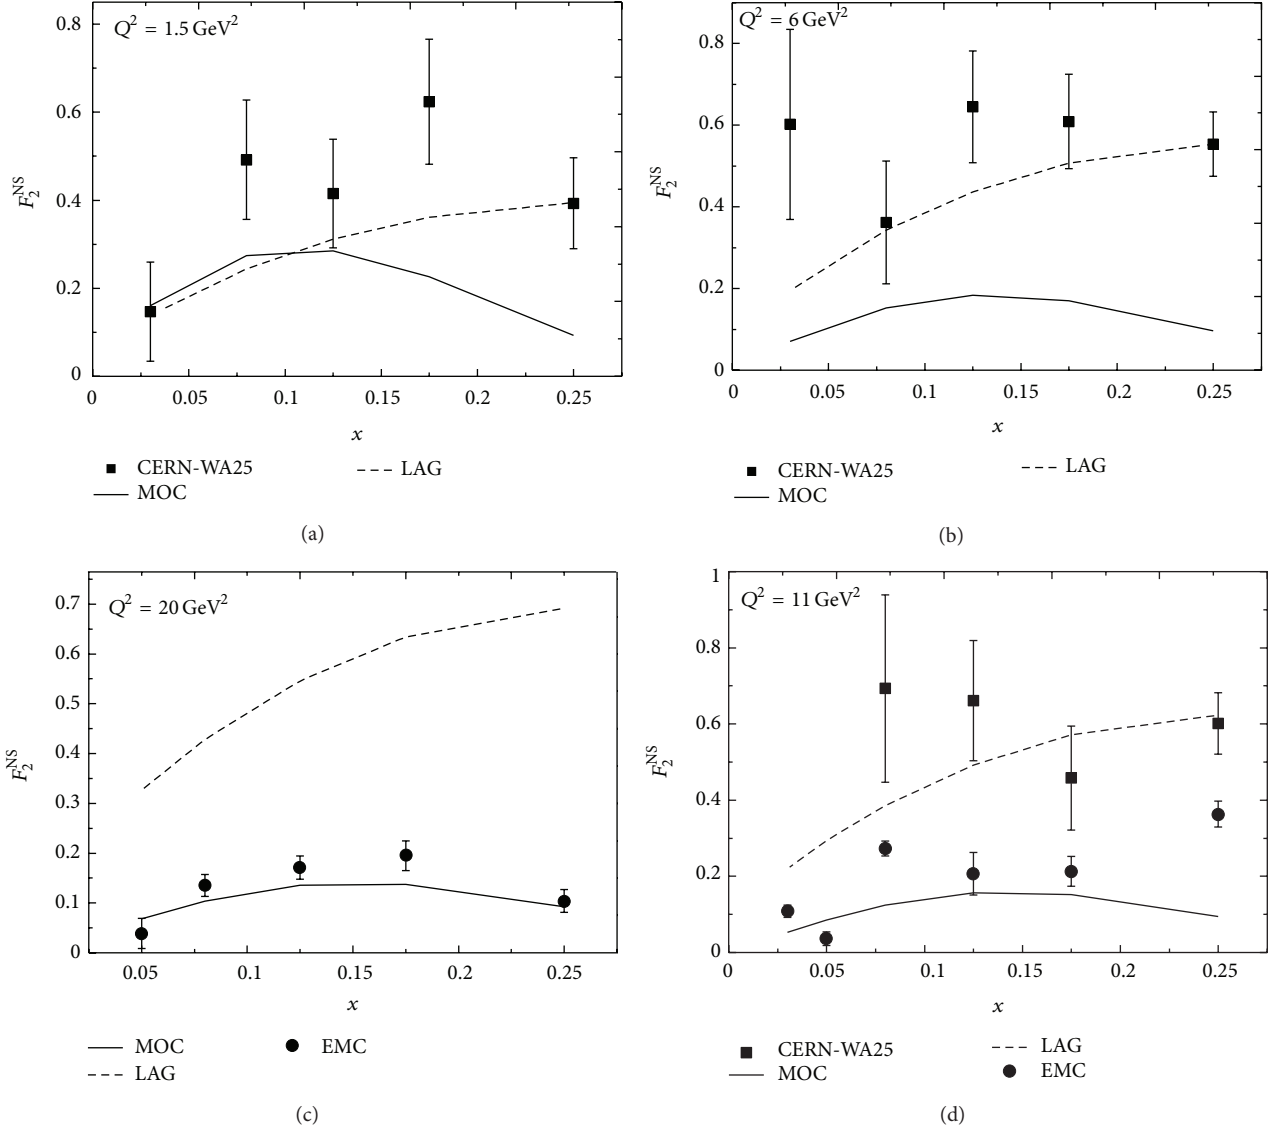 Q² = 1.5 GeV²
0.8
0.6
0.4
0.2
0
F₂^NS
0 0.05 0.1 0.15 0.2 0.25
x
CERN-WA25 LAG
MOC
(a)
Q² = 6 GeV²
0.8
0.6
0.4
0.2
0
F₂^NS
0 0.05 0.1 0.15 0.2 0.25
x
CERN-WA25 LAG
MOC
(b)
Q² = 20 GeV²
0.7
0.6
0.5
0.4
0.3
0.2
0.1
0
F₂^NS
0.05 0.1 0.15 0.2 0.25
x
MOC EMC
LAG
(c)
Q² = 11 GeV²
1
0.8
0.6
0.4
0.2
0
F₂^NS
0 0.05 0.1 0.15 0.2 0.25
x
CERN-WA25 LAG
MOC EMC
(d)